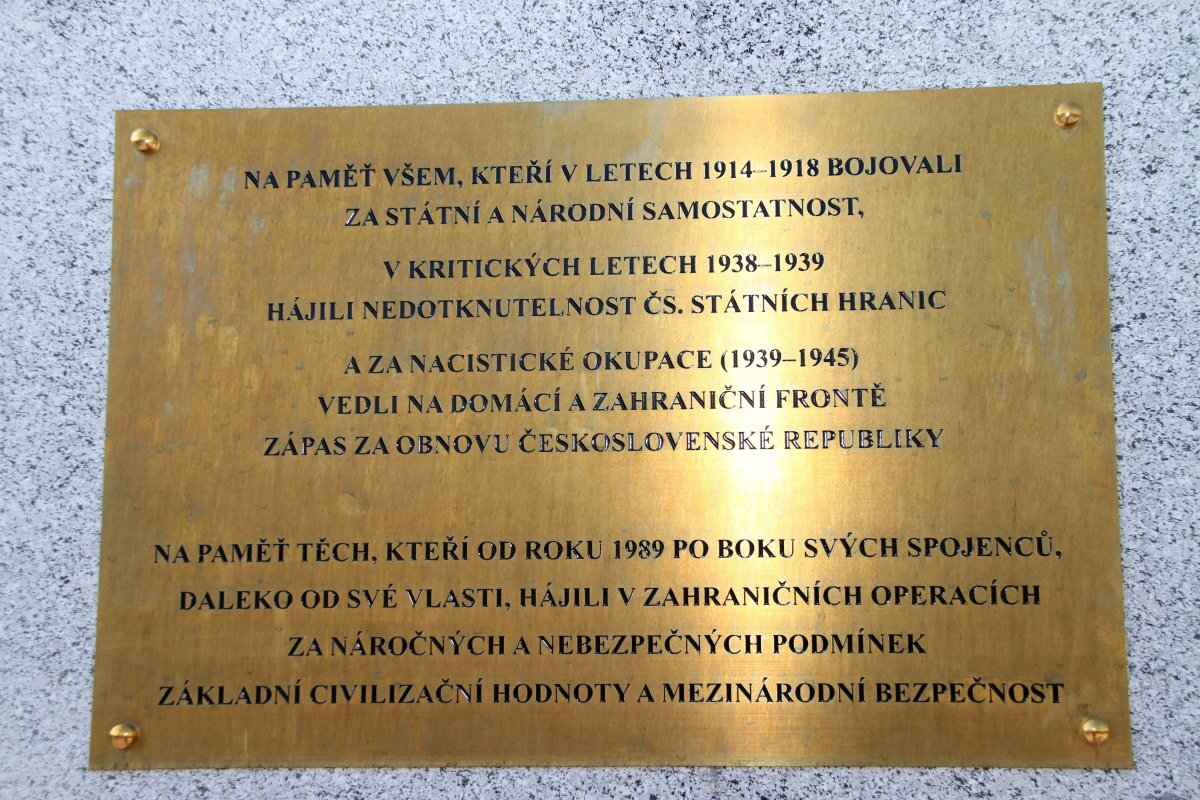 NA PAMĚŤ VŠEM, KTEŘÍ V LETECH 1914–1918 BOJOVALI
ZA STÁTNÍ A NÁRODNÍ SAMOSTATNOST,
V KRITICKÝCH LETECH 1938–1939
HÁJILI NEDOTKNUTELNOST ČS. STÁTNÍCH HRANIC
A ZA NACISTICKÉ OKUPACE (1939–1945)
VEDLI NA DOMÁCÍ A ZAHRANIČNÍ FRONTĚ
ZÁPAS ZA OBNOVU ČESKOSLOVENSKÉ REPUBLIKY
NA PAMĚŤ TĚCH, KTEŘÍ OD ROKU 1989 PO BOKU SVÝCH SPOJENCŮ,
DALEKO OD SVÉ VLASTI, HÁJILI V ZAHRANIČNÍCH OPERACÍCH
ZA NÁROČNÝCH A NEBEZPEČNÝCH PODMÍNEK
ZÁKLADNÍ CIVILIZAČNÍ HODNOTY A MEZINÁRODNÍ BEZPEČNOST